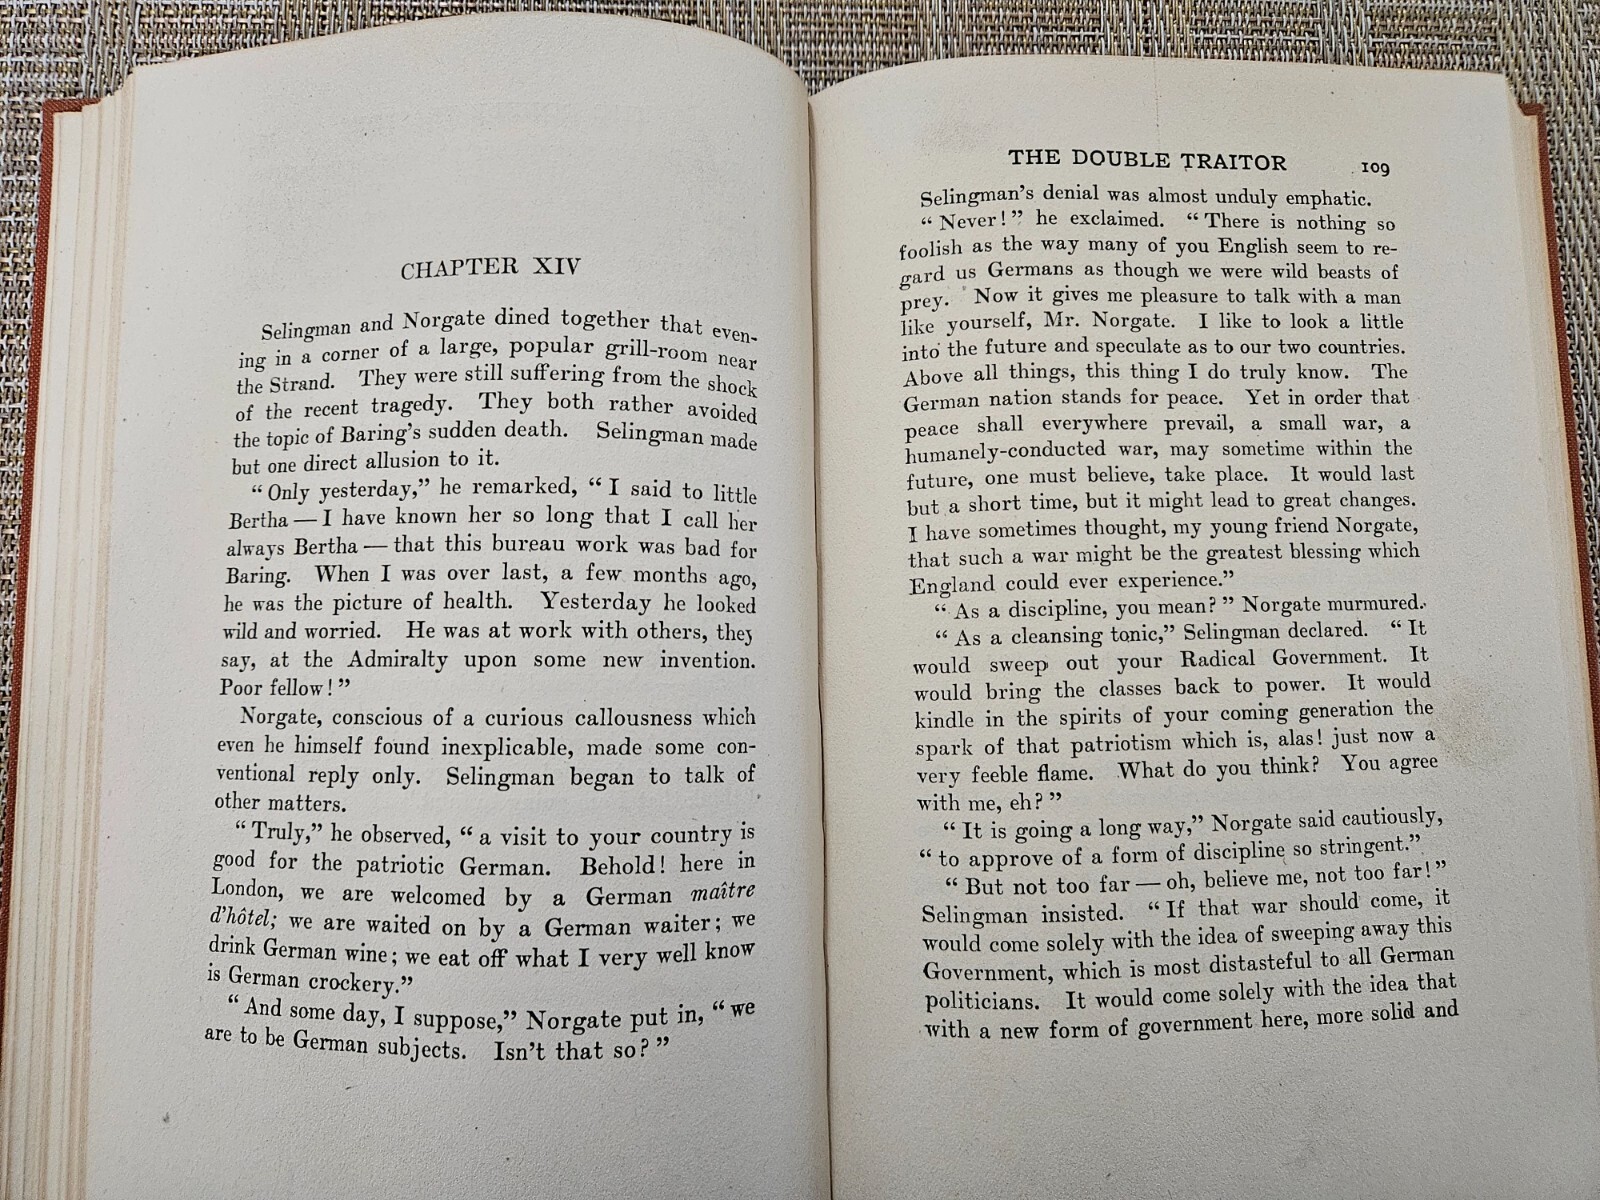 CHAPTER XIV
Selingman and Norgate dined together that even-
ing in a corner of a large, popular grill-room near
the Strand. They were still suffering from the shock
of the recent tragedy. They both rather avoided
the topic of Baring's sudden death. Selingman made
but one direct allusion to it.
“Only yesterday,” he remarked, “I said to little
Bertha — I have known her so long that I call her
always Bertha — that this bureau work was bad for
Baring. When I was over last, a few months ago,
he was the picture of health. Yesterday he looked
wild and worried. He was at work with others, they
say, at the Admiralty upon some new invention.
Poor fellow!”
Norgate, conscious of a curious callousness which
even he himself found inexplicable, made some con-
ventional reply only. Selingman began to talk of
other matters.
“Truly,” he observed, “a visit to your country is
good for the patriotic German. Behold! here in
London, we are welcomed by a German maître
d'hôtel; we are waited on by a German waiter; we
drink German wine; we eat off what I very well know
is German crockery.”
“And some day, I suppose,” Norgate put in, “we
are to be German subjects. Isn't that so?”
THE DOUBLE TRAITOR 109
Selingman's denial was almost unduly emphatic.
“Never!” he exclaimed. “There is nothing so
foolish as the way many of you English seem to re-
gard us Germans as though we were wild beasts of
prey. Now it gives me pleasure to talk with a man
like yourself, Mr. Norgate. I like to look a little
into the future and speculate as to our two countries.
Above all things, this thing I do truly know. The
German nation stands for peace. Yet in order that
peace shall everywhere prevail, a small war, a
humanely-conducted war, may sometime within the
future, one must believe, take place. It would last
but a short time, but it might lead to great changes.
I have sometimes thought, my young friend Norgate,
that such a war might be the greatest blessing which
England could ever experience.”
“As a discipline, you mean?” Norgate murmured.
“As a cleansing tonic,” Selingman declared. “It
would sweep out your Radical Government. It
would bring the classes back to power. It would
kindle in the spirits of your coming generation the
spark of that patriotism which is, alas! just now a
very feeble flame. What do you think? You agree
with me, eh?”
“It is going a long way,” Norgate said cautiously,
“to approve of a form of discipline so stringent.”
“But not too far — oh, believe me, not too far!”
Selingman insisted. “If that war should come, it
would come solely with the idea of sweeping away this
Government, which is most distasteful to all German
politicians. It would come solely with the idea that
with a new form of government here, more solid and